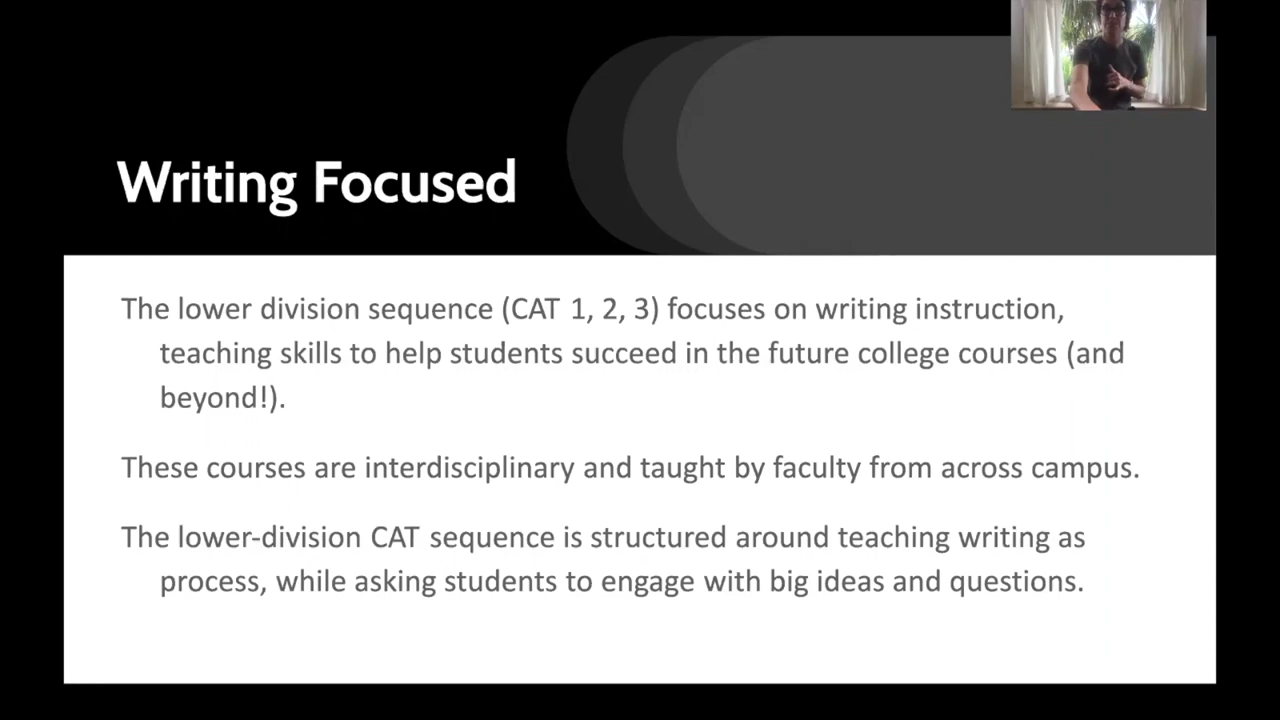 Writing Focused
The lower division sequence (CAT 1, 2, 3) focuses on writing instruction,
teaching skills to help students succeed in the future college courses (and
beyond!).
These courses are interdisciplinary and taught by faculty from across campus.
The lower-division CAT sequence is structured around teaching writing as
process, while asking students to engage with big ideas and questions.